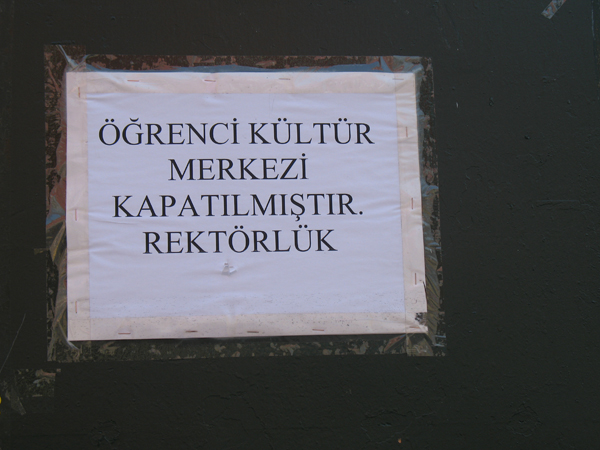 ÖĞRENCİ KÜLTÜR
MERKEZİ
KAPATILMIŞTIR.
REKTÖRLÜK